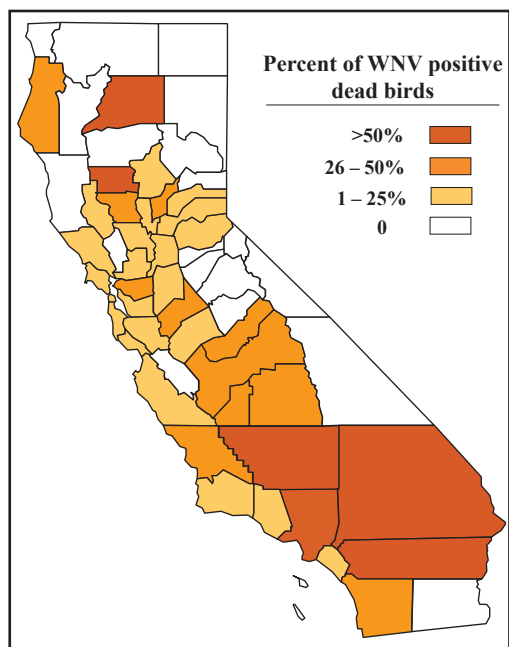 Percent of WNV positive
dead birds
>50%
26 – 50%
1 – 25%
0